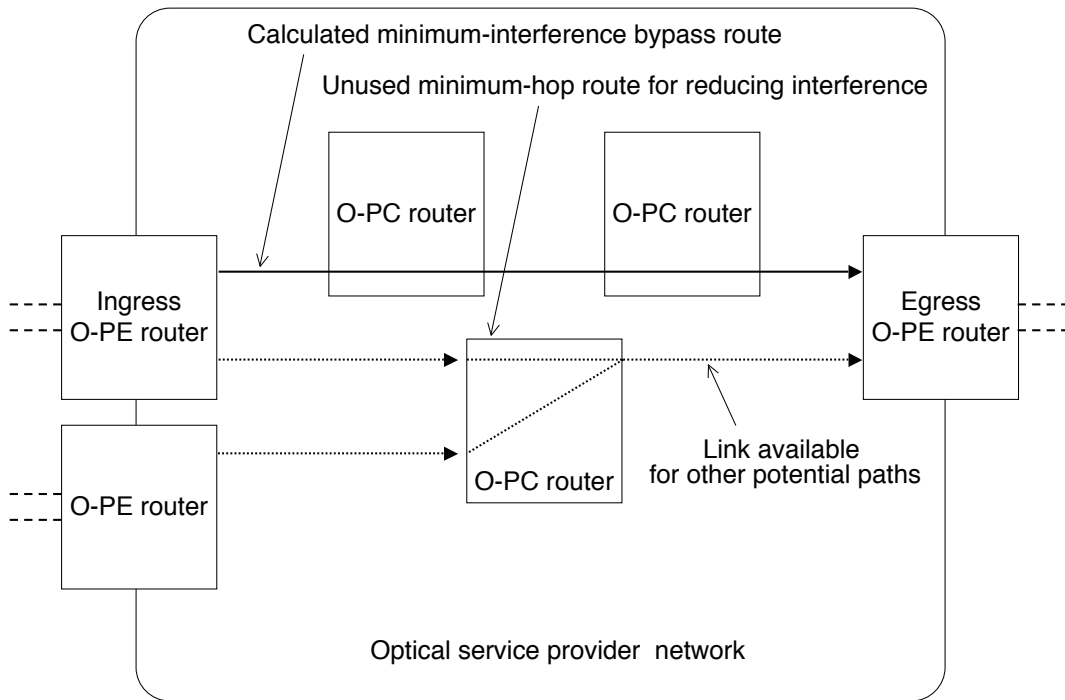 Calculated minimum-interference bypass route
Unused minimum-hop route for reducing interference
O-PC router
O-PC router
Ingress
O-PE router
Egress
O-PE router
Link available
for other potential paths
O-PC router
O-PE router
Optical service provider network